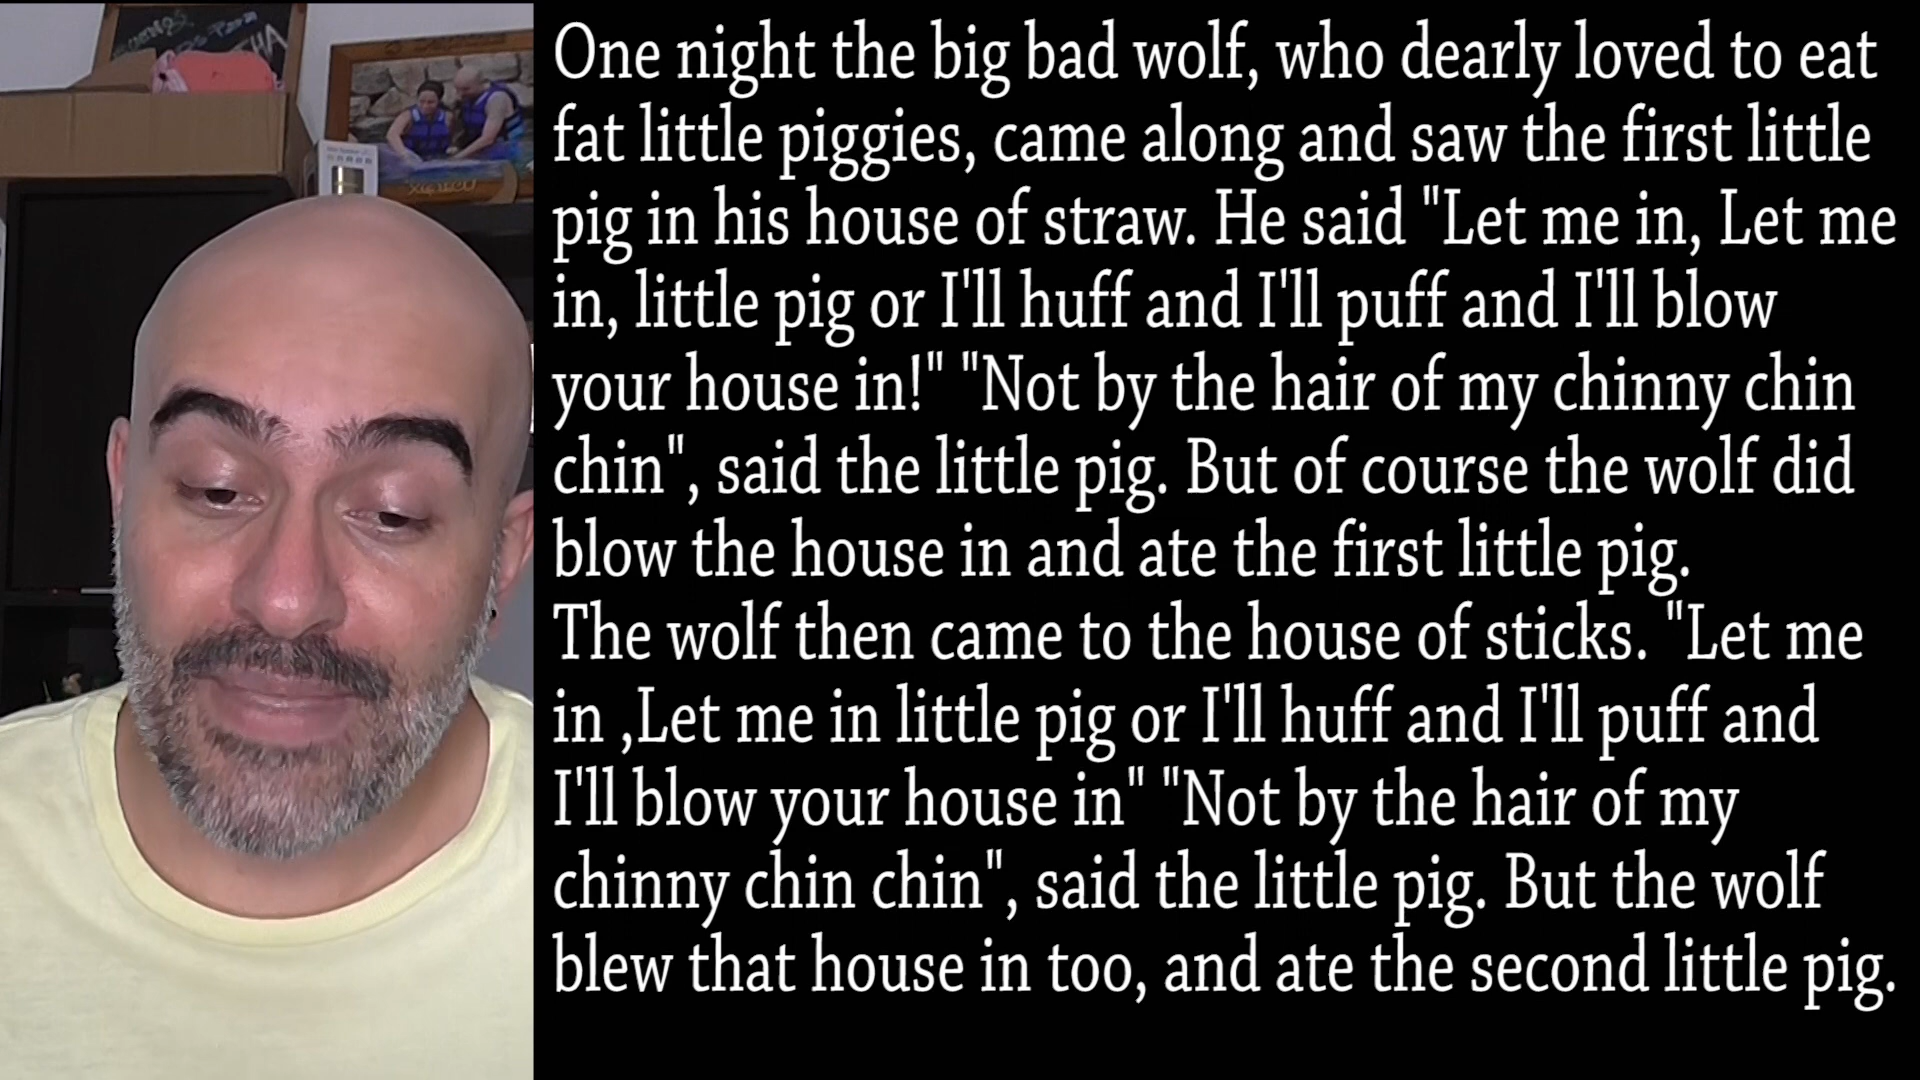 One night the big bad wolf, who dearly loved to eat
fat little piggies, came along and saw the first little
pig in his house of straw. He said "Let me in, Let me
in, little pig or I'll huff and I'll puff and I'll blow
your house in!" "Not by the hair of my chinny chin
chin", said the little pig. But of course the wolf did
blow the house in and ate the first little pig.
The wolf then came to the house of sticks. "Let me
in ,Let me in little pig or I'll huff and I'll puff and
I'll blow your house in" "Not by the hair of my
chinny chin chin", said the little pig. But the wolf
blew that house in too, and ate the second little pig.